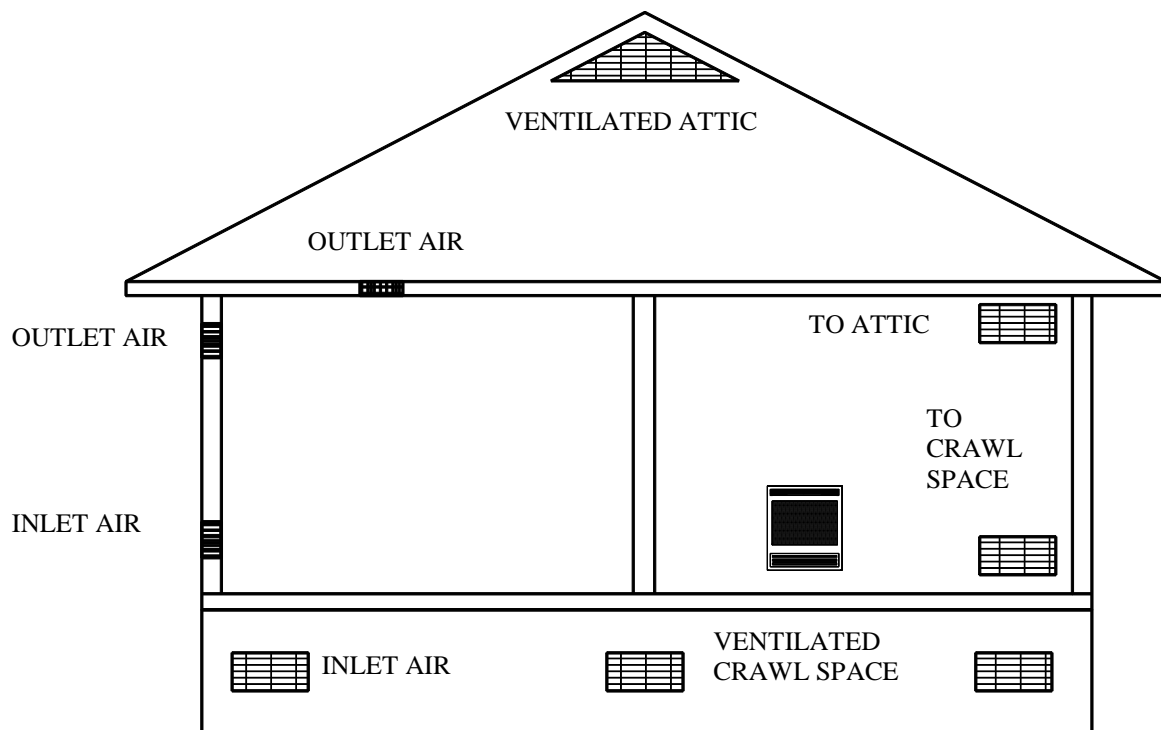 VENTILATED ATTIC
OUTLET AIR
OUTLET AIR
TO ATTIC
TO
CRAWL
SPACE
INLET AIR
INLET AIR
VENTILATED
CRAWL SPACE